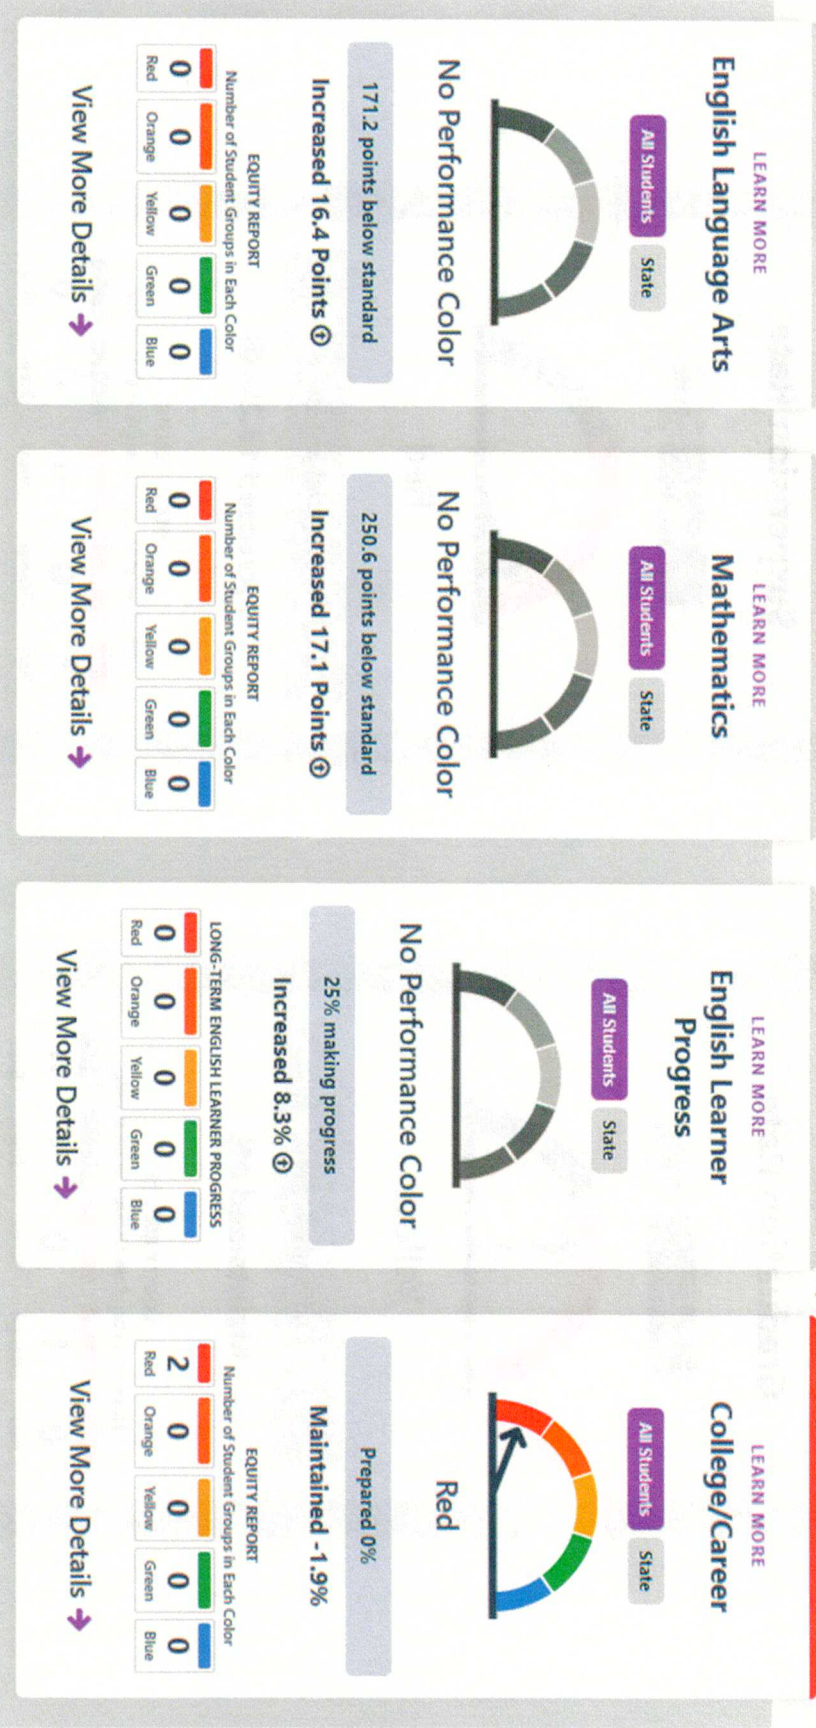 LEARN MORE
English Language Arts
All Students State
No Performance Color
171.2 points below standard
Increased 16.4 Points
EQUITY REPORT
Number of Student Groups in Each Color
0 0 0 0 0
Red Orange Yellow Green Blue
View More Details
LEARN MORE
Mathematics
All Students State
No Performance Color
250.6 points below standard
Increased 17.1 Points
EQUITY REPORT
Number of Student Groups in Each Color
0 0 0 0 0
Red Orange Yellow Green Blue
View More Details
LEARN MORE
English Learner
Progress
All Students State
No Performance Color
25% making progress
Increased 8.3%
LONG-TERM ENGLISH LEARNER PROGRESS
0 0 0 0 0
Red Orange Yellow Green Blue
View More Details
LEARN MORE
College/Career
All Students State
Red
Prepared 0%
Maintained -1.9%
EQUITY REPORT
Number of Student Groups in Each Color
2 0 0 0 0
Red Orange Yellow Green Blue
View More Details